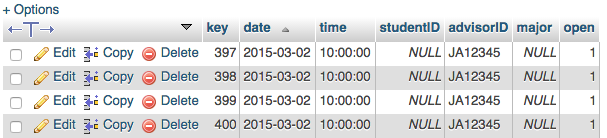 + Options
key date time studentID advisorID major open
Edit Copy Delete 397 2015-03-02 10:00:00 NULL JA12345 NULL 1
Edit Copy Delete 398 2015-03-02 10:00:00 NULL JA12345 NULL 1
Edit Copy Delete 399 2015-03-02 10:00:00 NULL JA12345 NULL 1
Edit Copy Delete 400 2015-03-02 10:00:00 NULL JA12345 NULL 1